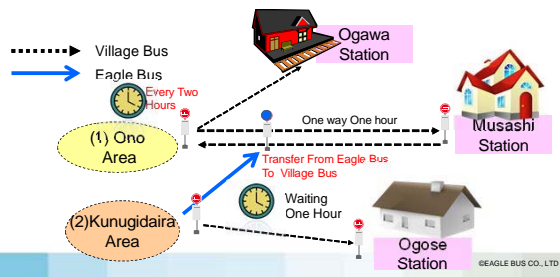 Village Bus
Eagle Bus
Ogawa
Station
Every Two
Hours
(1) Ono
Area
One way One hour
Musashi
Station
Transfer From Eagle Bus
To Village Bus
Waiting
One Hour
(2)Kunugidaira
Area
Ogose
Station
©EAGLE BUS CO., LTD